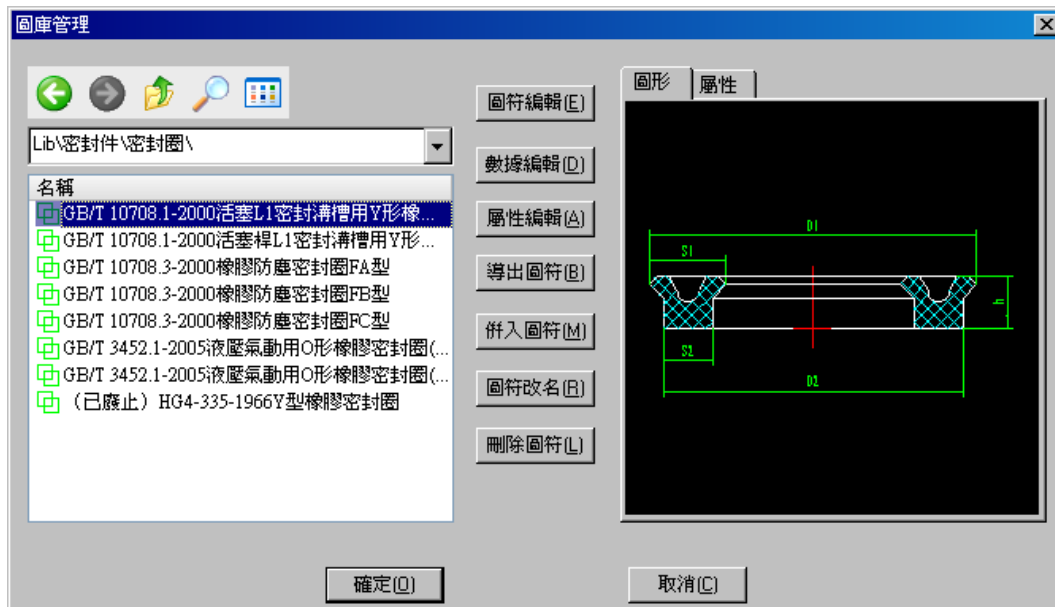 圖庫管理
Lib\密封件\密封圈\
名稱
GB/T 10708.1-2000活塞L1密封溝槽用Y形橡...
GB/T 10708.1-2000活塞桿L1密封溝槽用Y形...
GB/T 10708.3-2000橡膠防塵密封圈FA型
GB/T 10708.3-2000橡膠防塵密封圈FB型
GB/T 10708.3-2000橡膠防塵密封圈FC型
GB/T 3452.1-2005液壓氣動用O形橡膠密封圈(...
GB/T 3452.1-2005液壓氣動用O形橡膠密封圈(...
（已廢止）HG4-335-1966Y型橡膠密封圈
圖符編輯(E)
數據編輯(D)
屬性編輯(A)
導出圖符(B)
併入圖符(M)
圖符改名(R)
刪除圖符(L)
圖形
屬性
D1
S1
h
S2
D2
確定(O)
取消(C)